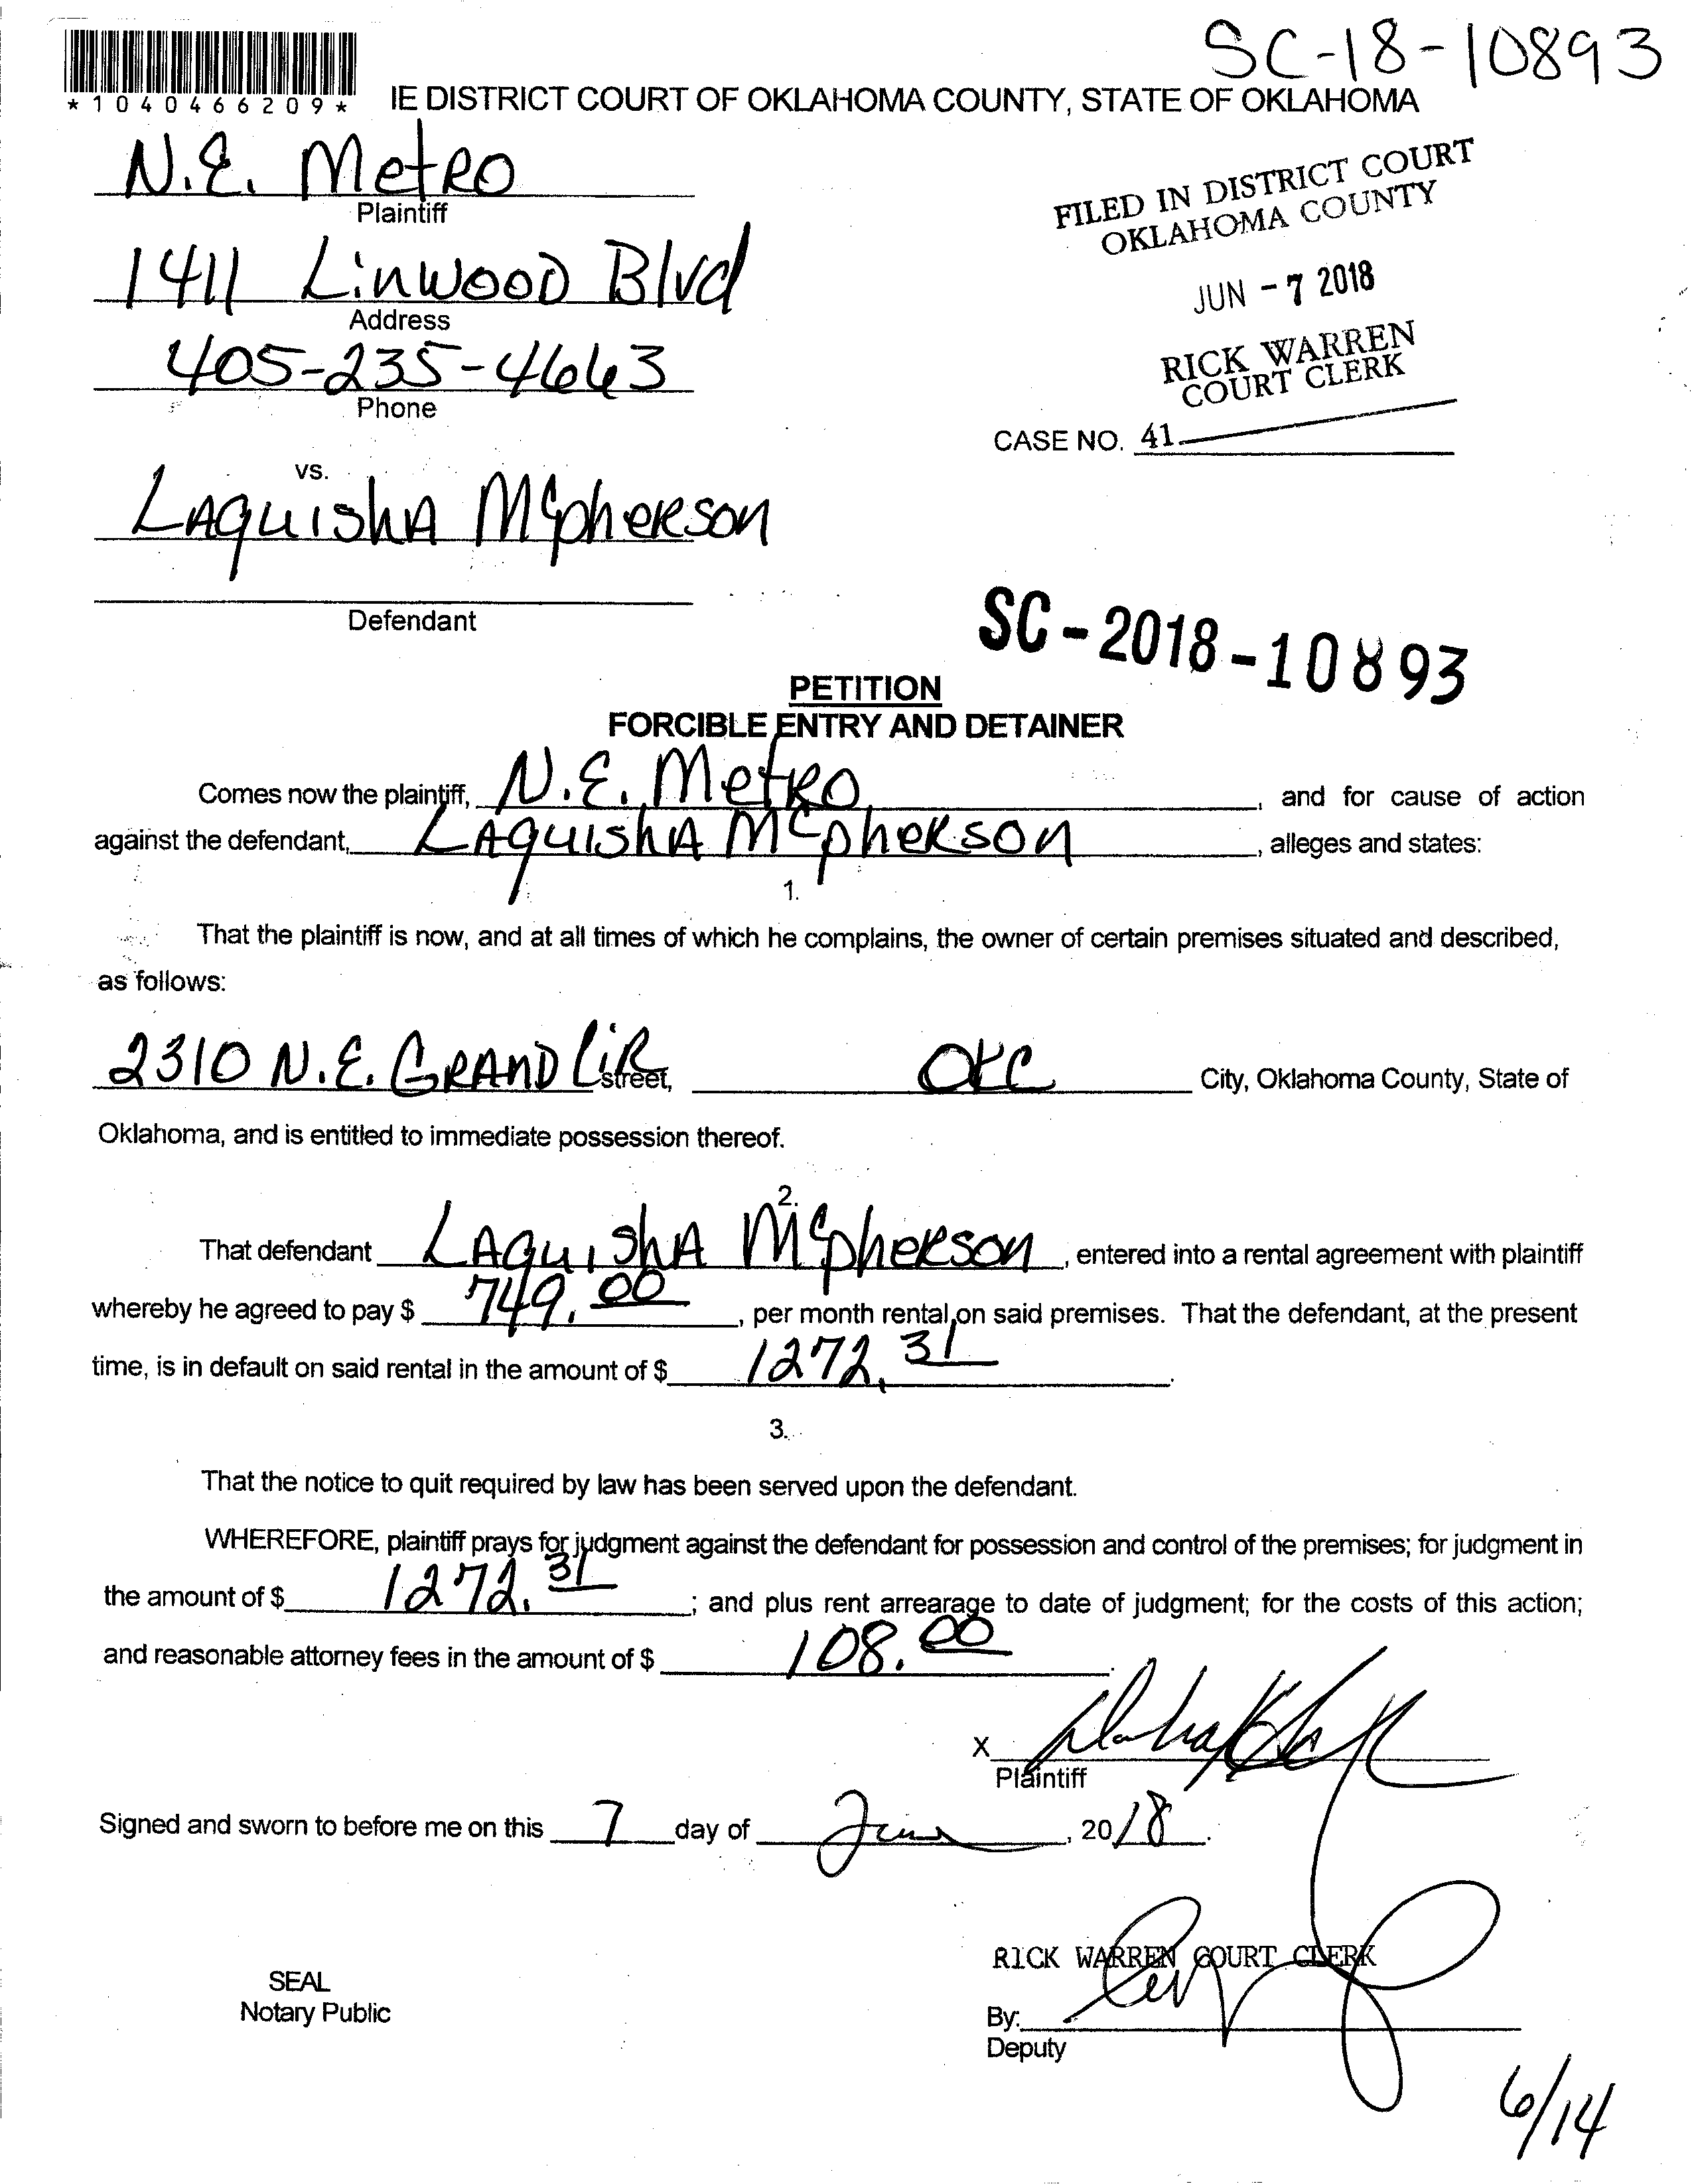 SC-18-10893
*1040466209*
IE DISTRICT COURT OF OKLAHOMA COUNTY, STATE OF OKLAHOMA
N.E. Metro
Plaintiff
1411 Linwood Blvd
Address
405-235-4663
Phone
FILED IN DISTRICT COURT
OKLAHOMA COUNTY
JUN - 7 2018
RICK WARREN
COURT CLERK
CASE NO. 41
vs.
LAquishA Mcpherson
Defendant
SC - 2018 - 10893
PETITION
FORCIBLE ENTRY AND DETAINER
Comes now the plaintiff, N.E. Metro, and for cause of action
against the defendant, LAquishA Mcpherson, alleges and states:
1.
That the plaintiff is now, and at all times of which he complains, the owner of certain premises situated and described,
as follows:
2310 N.E. GRAND CiR street, OKC City, Oklahoma County, State of
Oklahoma, and is entitled to immediate possession thereof.
2.
That defendant LAquishA Mcpherson, entered into a rental agreement with plaintiff
whereby he agreed to pay $ 749.00, per month rental on said premises. That the defendant, at the present
time, is in default on said rental in the amount of $ 1272.31.
3.
That the notice to quit required by law has been served upon the defendant.
WHEREFORE, plaintiff prays for judgment against the defendant for possession and control of the premises; for judgment in
the amount of $ 1272.31; and plus rent arrearage to date of judgment; for the costs of this action;
and reasonable attorney fees in the amount of $ 108.00.
X
Plaintiff
Signed and sworn to before me on this 7 day of June, 2018.
RICK WARREN COURT CLERK
SEAL
Notary Public
By:
Deputy
6/14